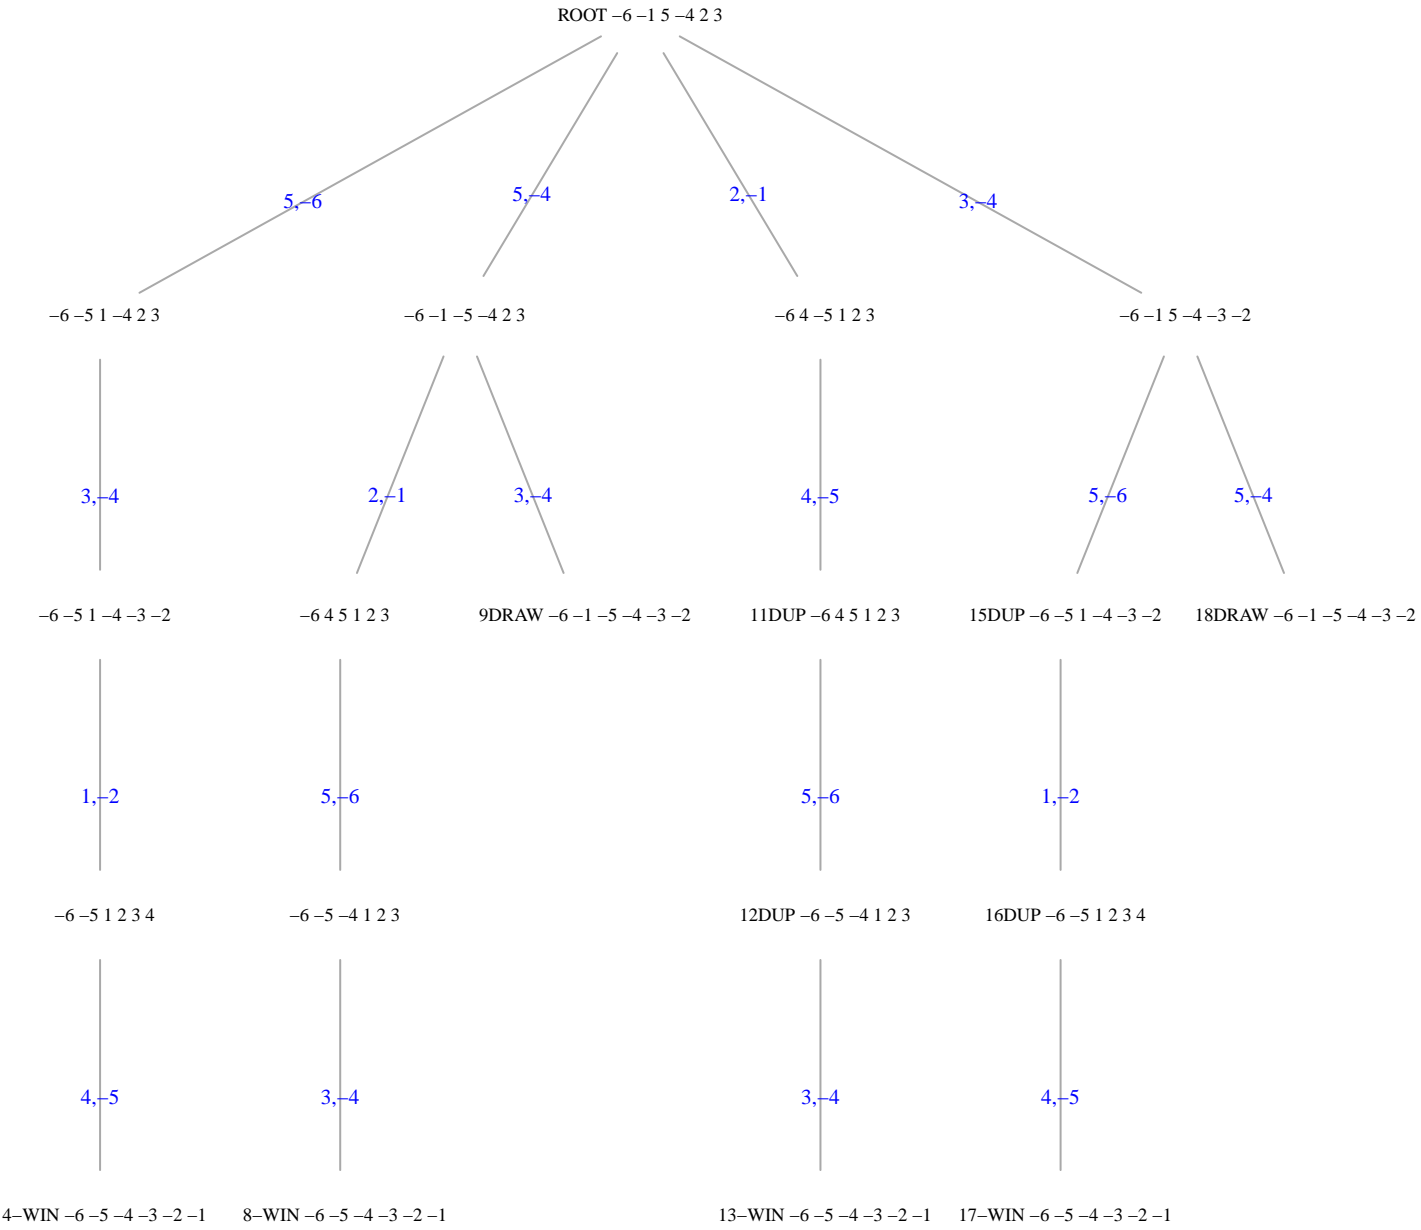 ROOT –6 –1 5 –4 2 3
5,–6
5,–4
2,–1
3,–4
–6 –5 1 –4 2 3
–6 –1 –5 –4 2 3
–6 4 –5 1 2 3
–6 –1 5 –4 –3 –2
3,–4
2,–1
3,–4
4,–5
5,–6
5,–4
–6 –5 1 –4 –3 –2
–6 4 5 1 2 3
9DRAW –6 –1 –5 –4 –3 –2
11DUP –6 4 5 1 2 3
15DUP –6 –5 1 –4 –3 –2
18DRAW –6 –1 –5 –4 –3 –2
1,–2
5,–6
5,–6
1,–2
–6 –5 1 2 3 4
–6 –5 –4 1 2 3
12DUP –6 –5 –4 1 2 3
16DUP –6 –5 1 2 3 4
4,–5
3,–4
3,–4
4,–5
4–WIN –6 –5 –4 –3 –2 –1
8–WIN –6 –5 –4 –3 –2 –1
13–WIN –6 –5 –4 –3 –2 –1
17–WIN –6 –5 –4 –3 –2 –1